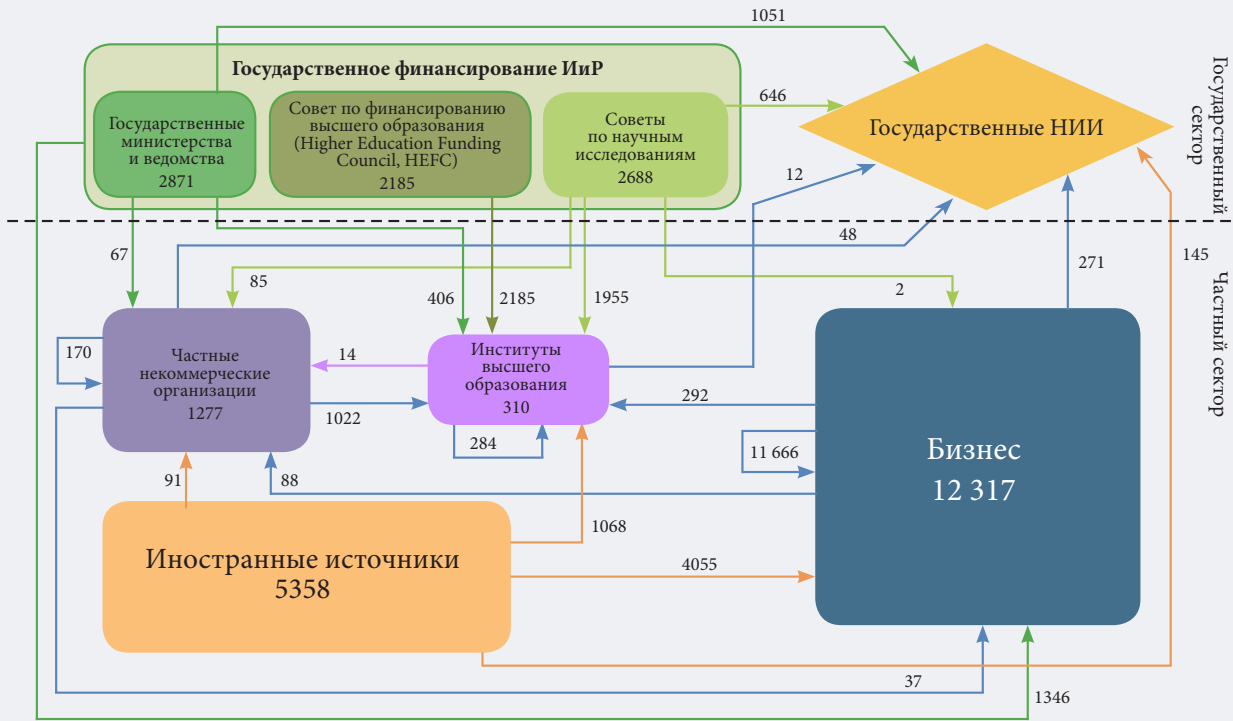 1051
Государственное финансирование ИиР
Государственные
министерства
и ведомства
2871
Совет по финансированию
высшего образования
(Higher Education Funding
Council, HEFC)
2185
Советы
по научным
исследованиям
2688
646
Государственные НИИ
Государственный
сектор
12
67
85
406
2185
1955
48
2
271
145
Частный сектор
170
Частные
некоммерческие
организации
1277
14
1022
Институты
высшего
образования
310
284
292
11 666
Бизнес
12 317
91
88
1068
Иностранные источники
5358
4055
37
1346